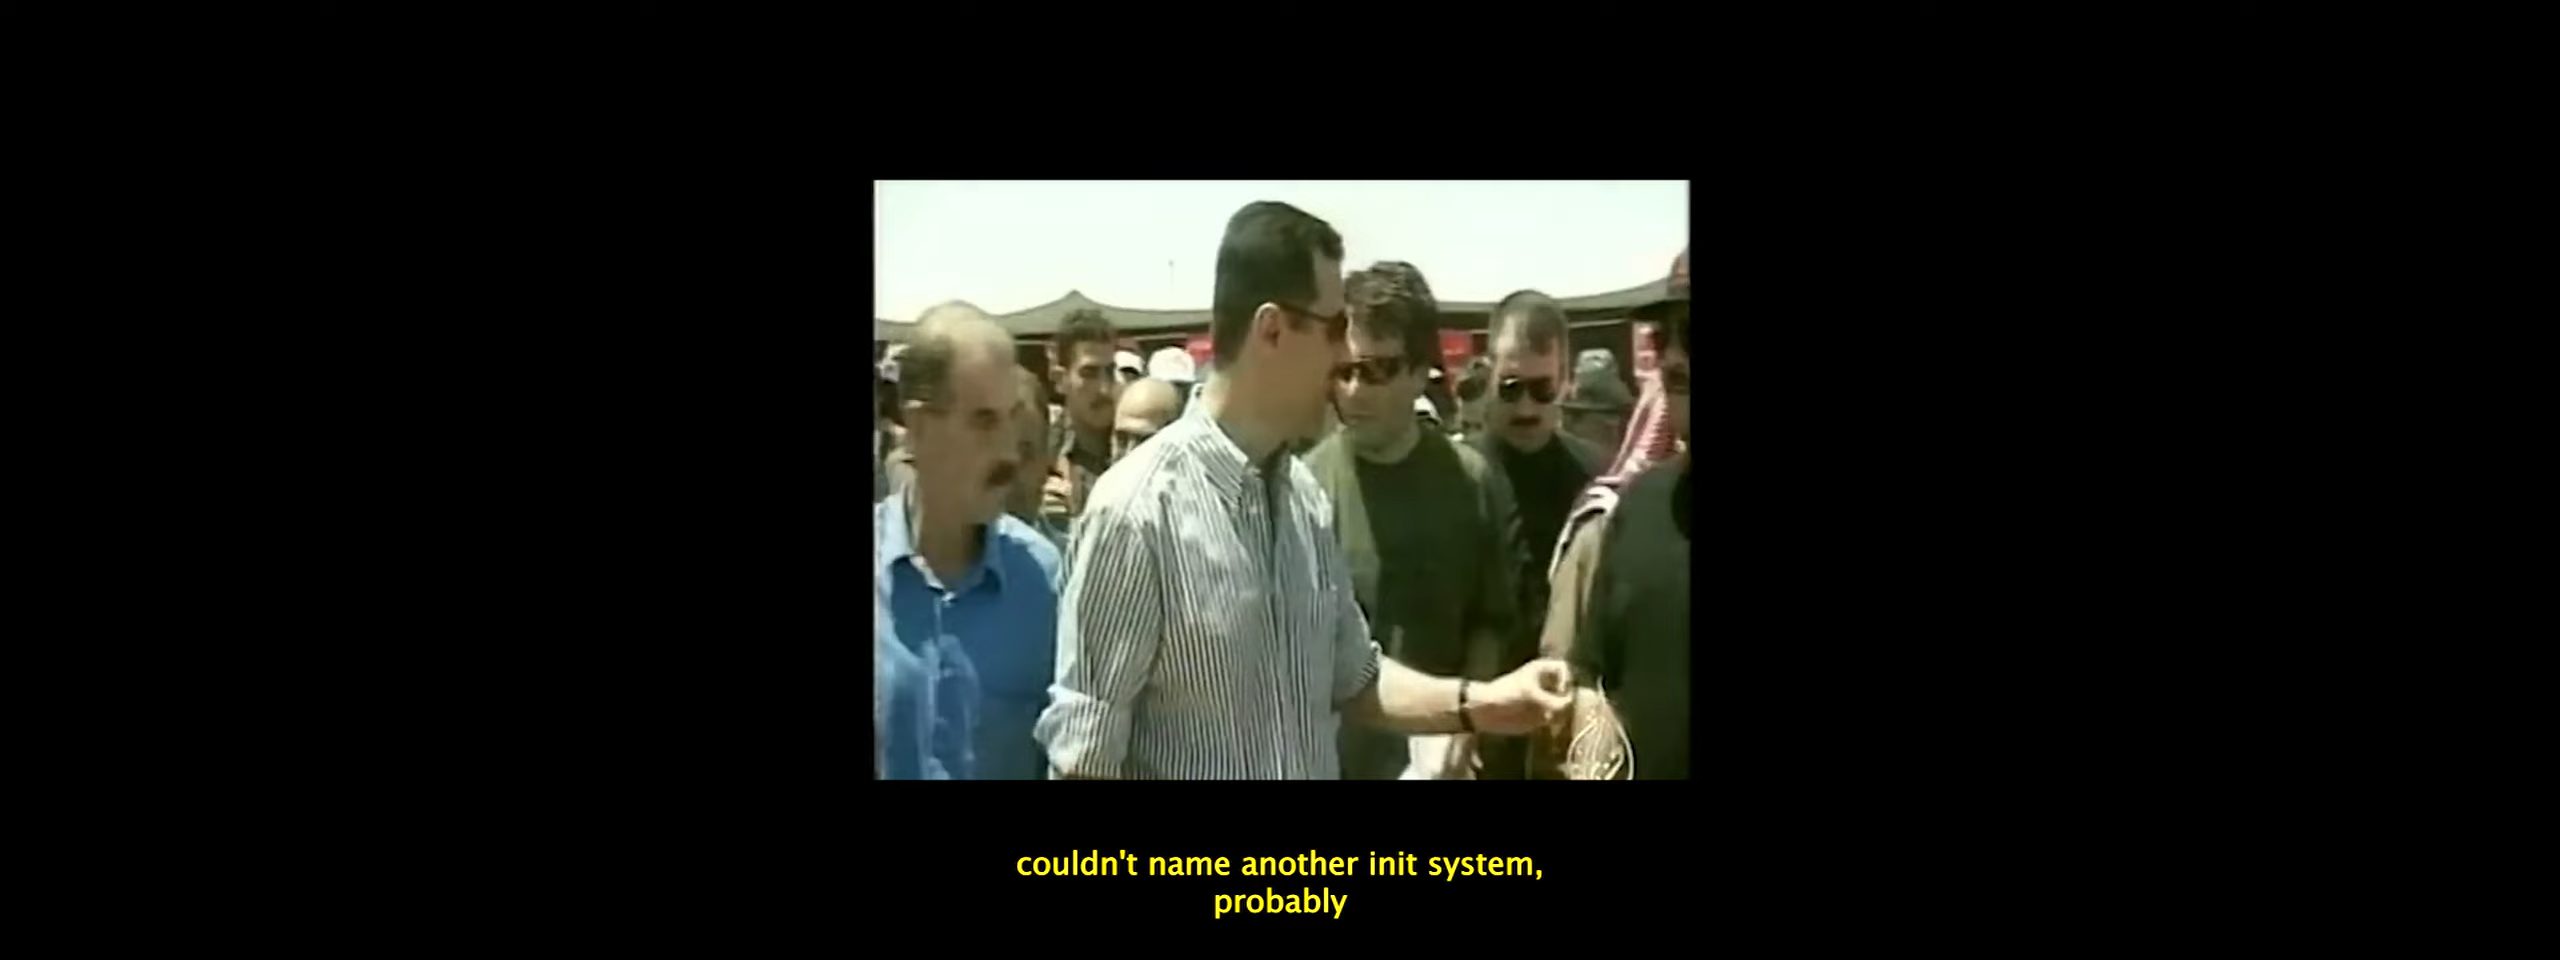 couldn't name another init system,
probably